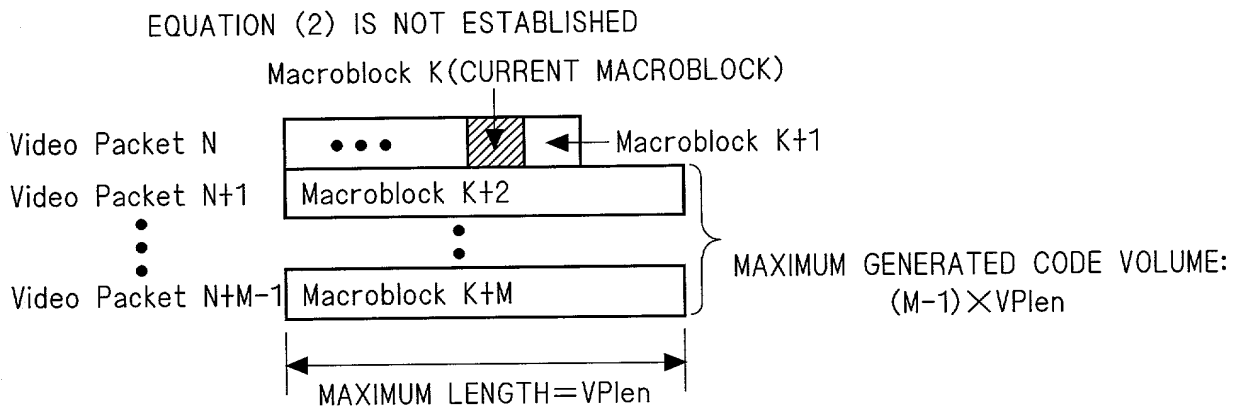 EQUATION (2) IS NOT ESTABLISHED
Macroblock K(CURRENT MACROBLOCK)
Video Packet N
Macroblock K+1
Video Packet N+1
Macroblock K+2
Video Packet N+M-1
Macroblock K+M
MAXIMUM GENERATED CODE VOLUME:
(M-1)×VPlen
MAXIMUM LENGTH=VPlen